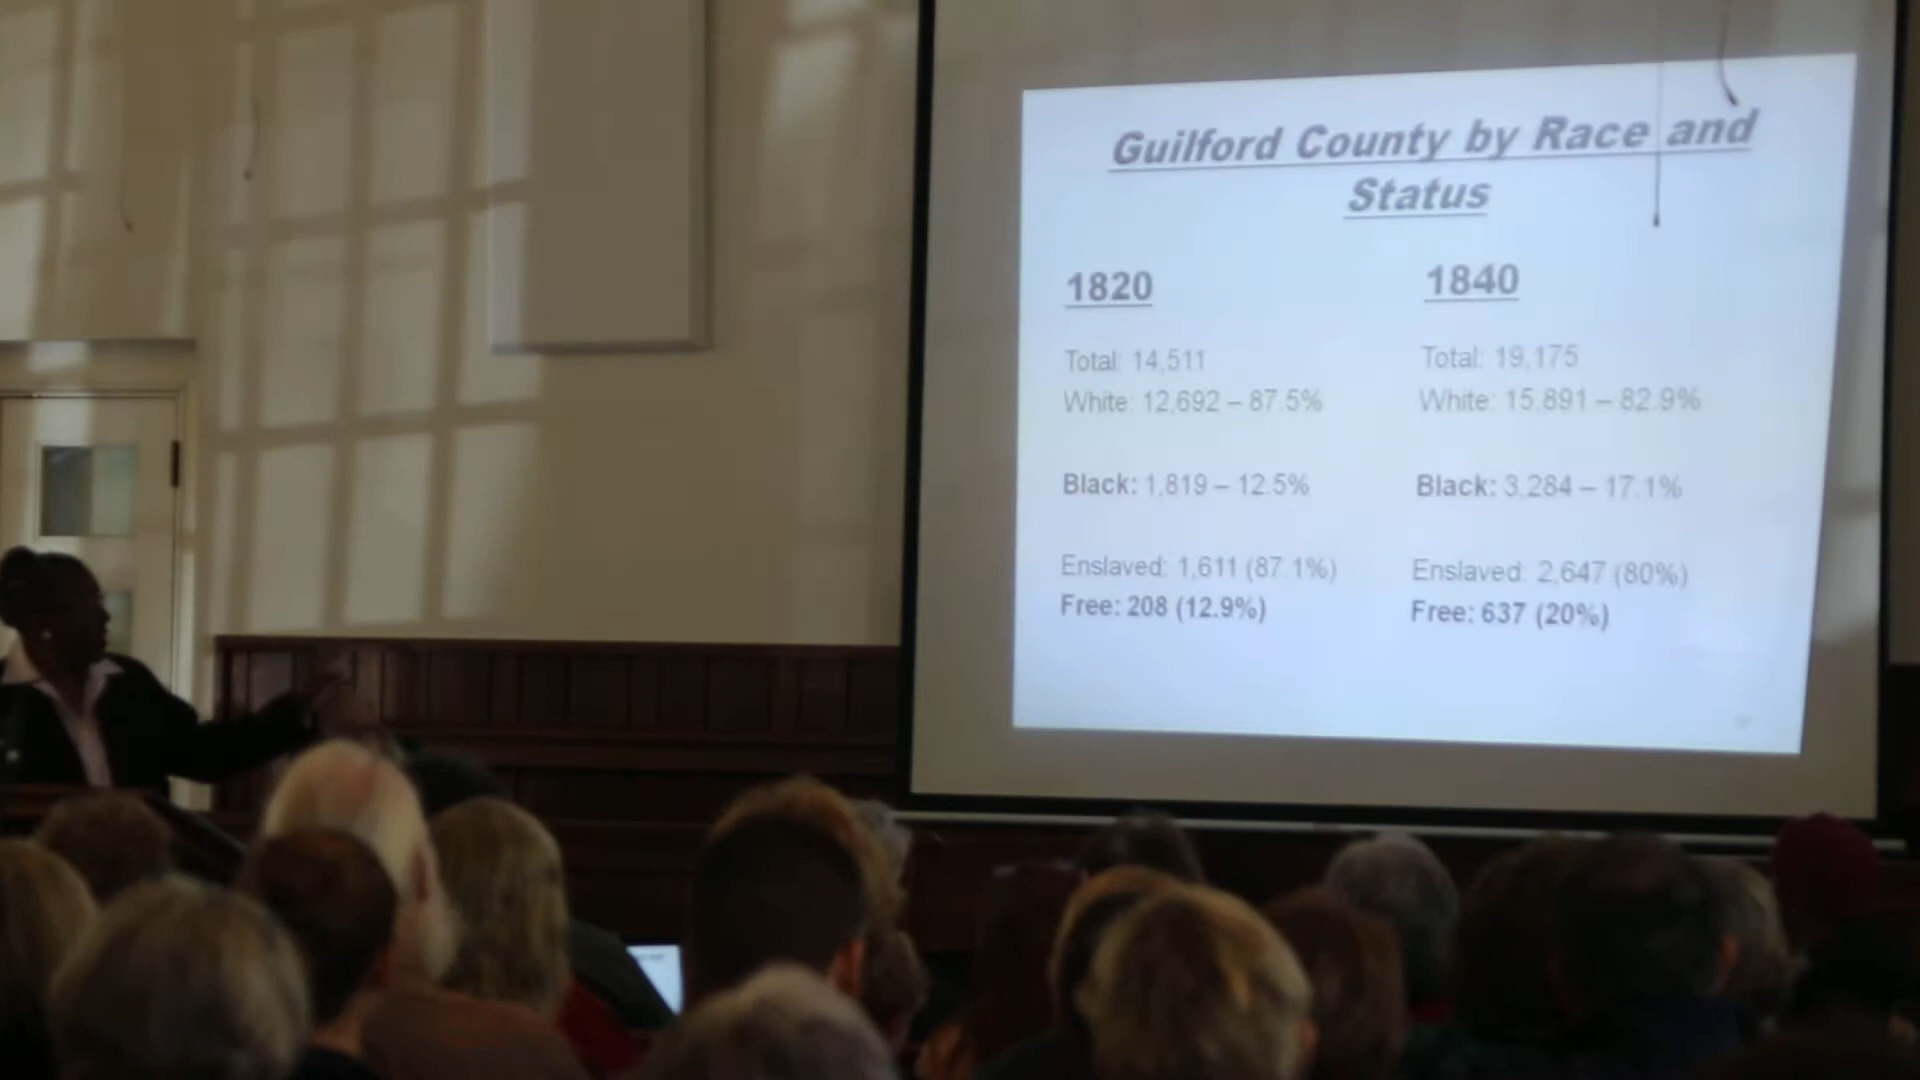 Guilford County by Race and
Status
1820
Total: 14,511
White: 12,692 – 87.5%
Black: 1,819 – 12.5%
Enslaved: 1,611 (87.1%)
Free: 208 (12.9%)
1840
Total: 19,175
White: 15,891 – 82.9%
Black: 3,284 – 17.1%
Enslaved: 2,647 (80%)
Free: 637 (20%)